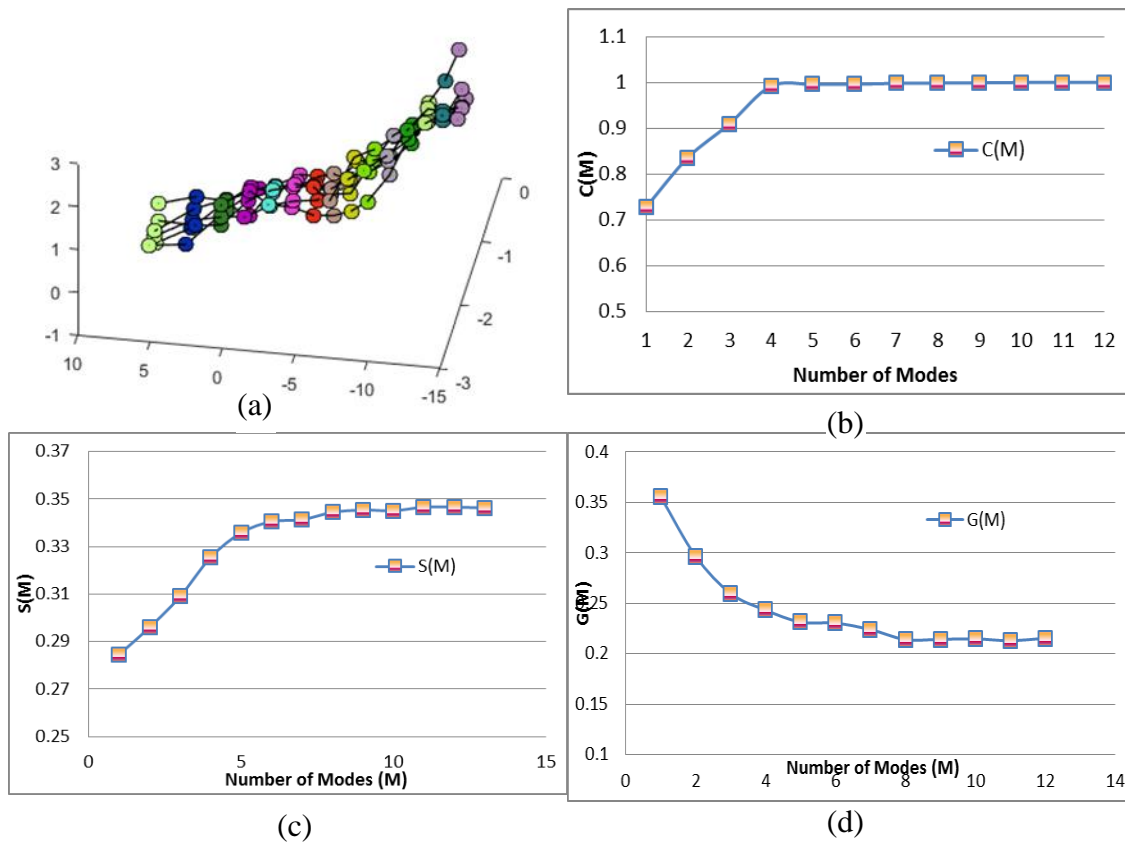 3
2
1
0
-1
10
5
0
-5
-10
-15
0
-1
-2
-3
(a)
1.1
1
0.9
0.8
0.7
0.6
0.5
C(M)
C(M)
1 2 3 4 5 6 7 8 9 10 11 12
Number of Modes
(b)
0.37
0.35
0.33
0.31
0.29
0.27
0.25
S(M)
S(M)
0 5 10 15
Number of Modes (M)
(c)
0.4
0.35
0.3
0.25
0.2
0.15
0.1
G(M)
G(M)
Number of Modes (M)
0 2 4 6 8 10 12 14
(d)